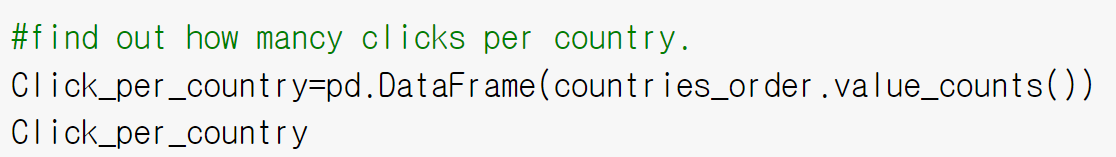 #find out how mancy clicks per country.
Click_per_country=pd.DataFrame(countries_order.value_counts())
Click_per_country